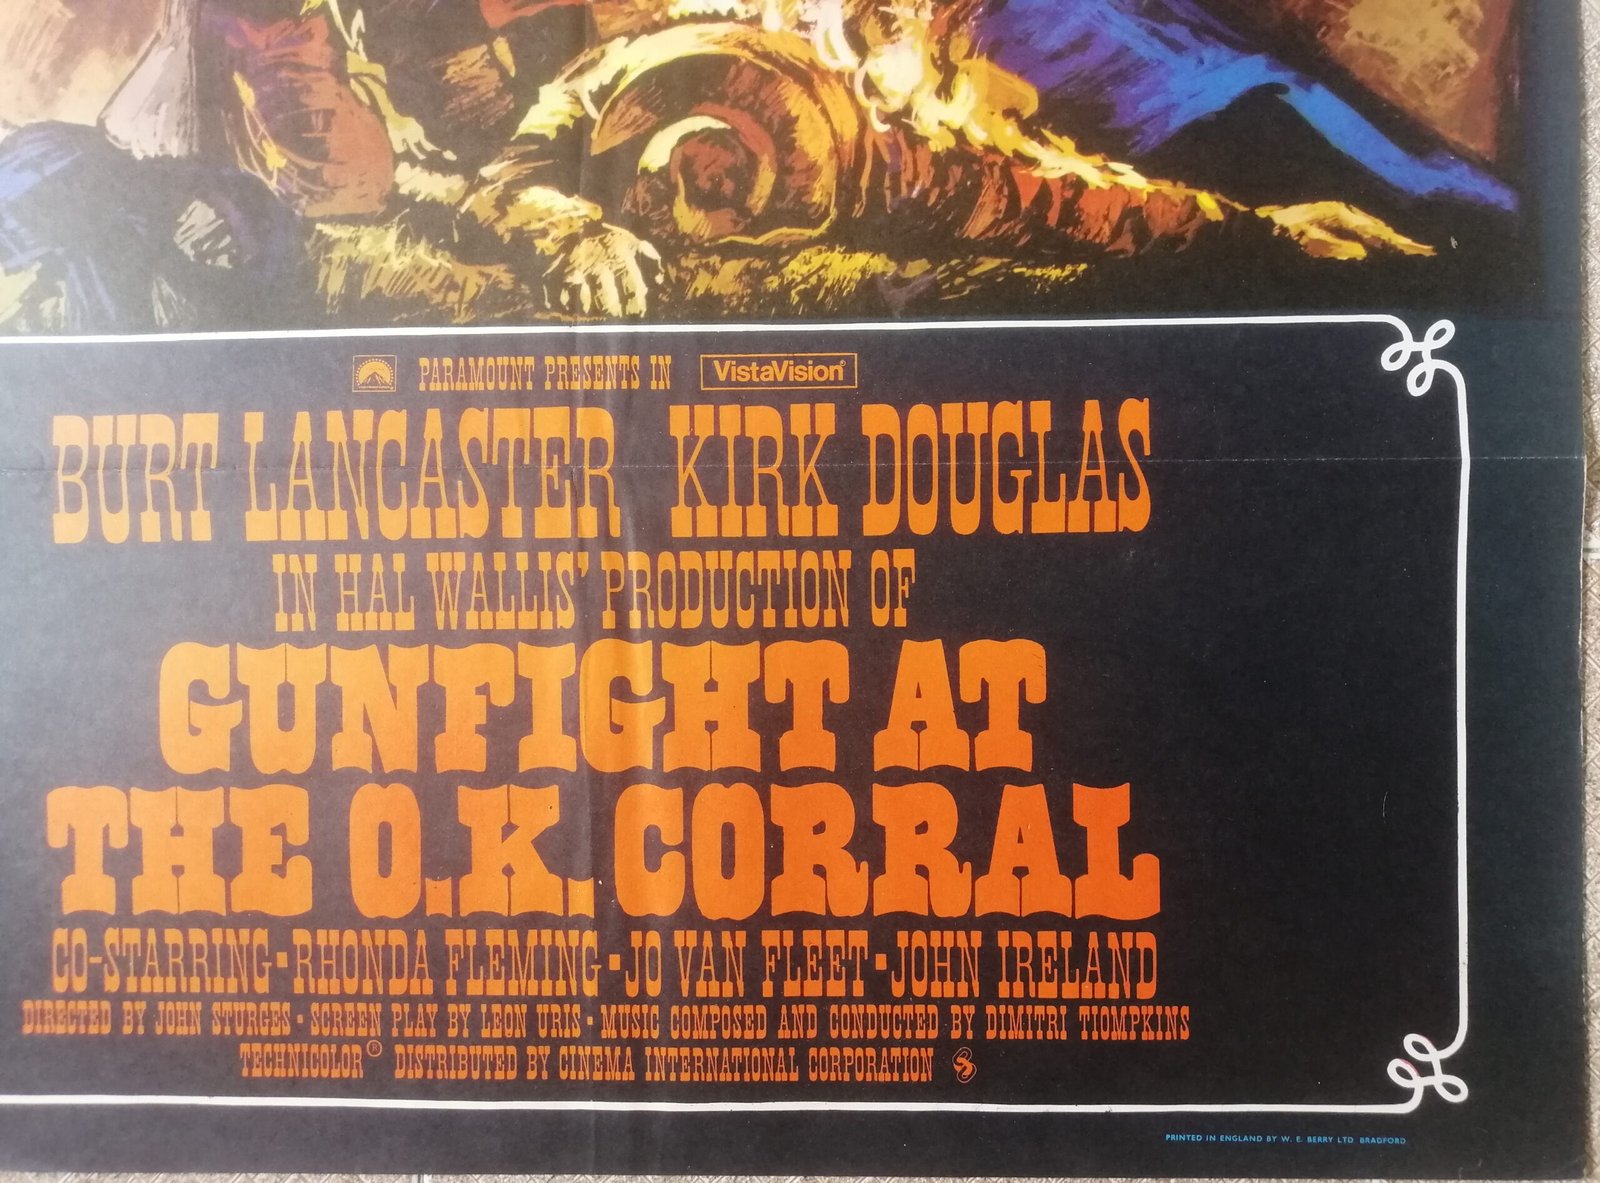 PARAMOUNT PRESENTS IN VistaVision®
BURT LANCASTER KIRK DOUGLAS
IN HAL WALLIS' PRODUCTION OF
GUNFIGHT AT
THE O.K. CORRAL
CO-STARRING · RHONDA FLEMING · JO VAN FLEET · JOHN IRELAND
DIRECTED BY JOHN STURGES · SCREEN PLAY BY LEON URIS · MUSIC COMPOSED AND CONDUCTED BY DIMITRI TIOMPKINS
TECHNICOLOR® DISTRIBUTED BY CINEMA INTERNATIONAL CORPORATION
PRINTED IN ENGLAND BY W. E. BERRY LTD BRADFORD